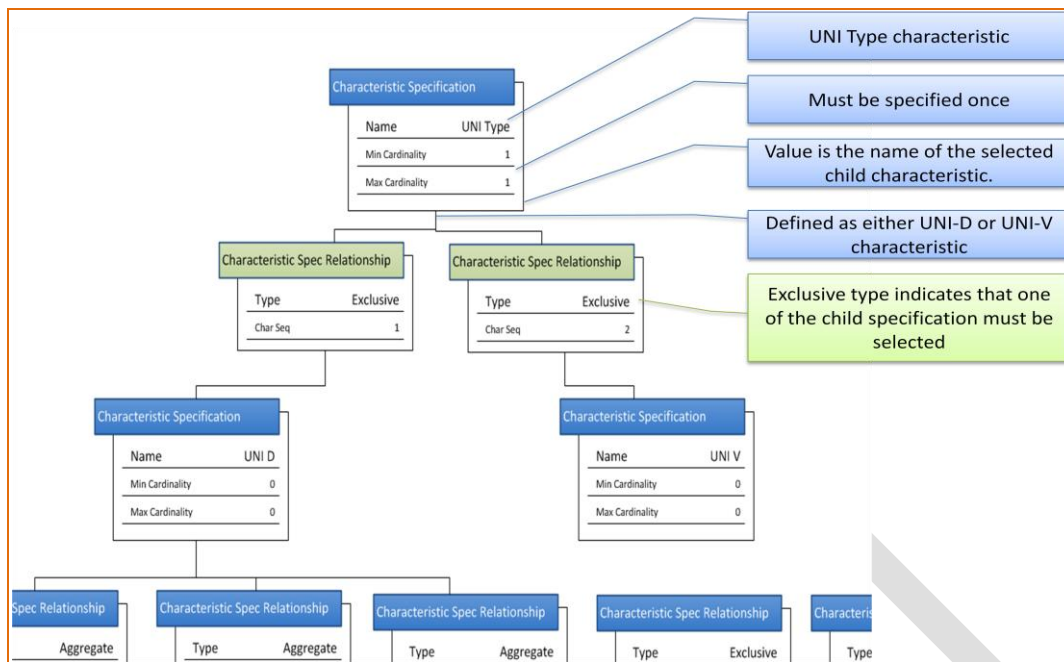 UNI Type characteristic
Must be specified once
Value is the name of the selected
child characteristic.
Defined as either UNI-D or UNI-V
characteristic
Exclusive type indicates that one
of the child specification must be
selected
Characteristic Specification
Name UNI Type
Min Cardinality 1
Max Cardinality 1
Characteristic Spec Relationship
Type Exclusive
Char Seq 1
Characteristic Spec Relationship
Type Exclusive
Char Seq 2
Characteristic Specification
Name UNI D
Min Cardinality 0
Max Cardinality 0
Characteristic Specification
Name UNI V
Min Cardinality 0
Max Cardinality 0
Spec Relationship
Aggregate
Characteristic Spec Relationship
Type Aggregate
Characteristic Spec Relationship
Type Aggregate
Characteristic Spec Relationship
Type Exclusive
Type